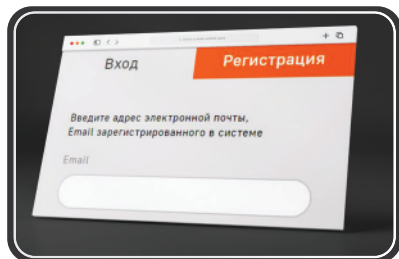 Вход
Регистрация
Введите адрес электронной почты,
Email зарегистрированного в системе
Email